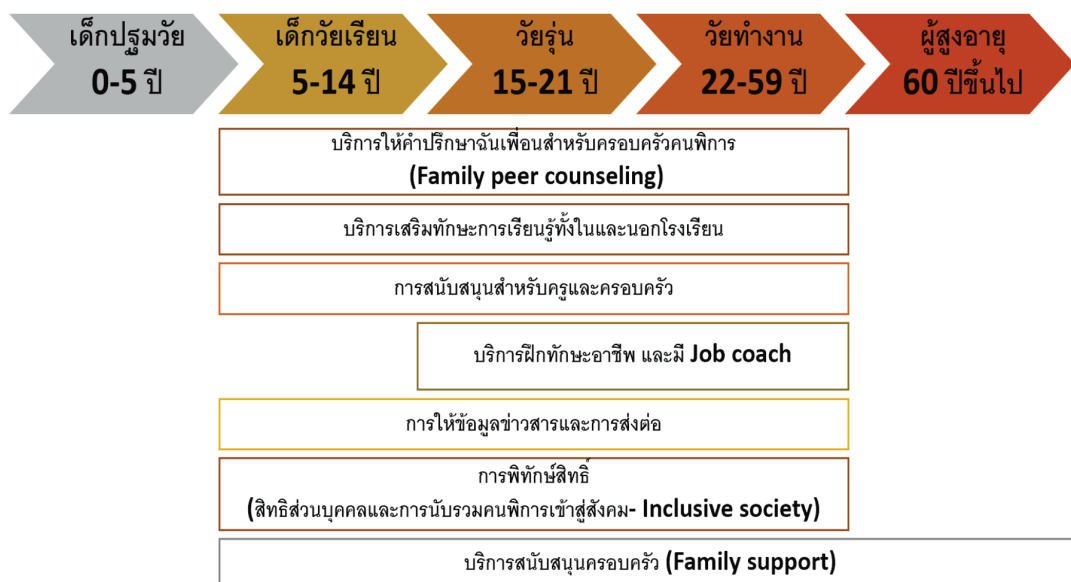 เด็กปฐมวัย
0-5 ปี
เด็กวัยเรียน
5-14 ปี
วัยรุ่น
15-21 ปี
วัยทำงาน
22-59 ปี
ผู้สูงอายุ
60 ปีขึ้นไป
บริการให้คำปรึกษาฉันเพื่อนสำหรับครอบครัวคนพิการ
(Family peer counseling)
บริการเสริมทักษะการเรียนรู้ทั้งในและนอกโรงเรียน
การสนับสนุนสำหรับครูและครอบครัว
บริการฝึกทักษะอาชีพ และมี Job coach
การให้ข้อมูลข่าวสารและการส่งต่อ
การพิทักษ์สิทธิ์
(สิทธิส่วนบุคคลและการนับรวมคนพิการเข้าสู่สังคม- Inclusive society)
บริการสนับสนุนครอบครัว (Family support)